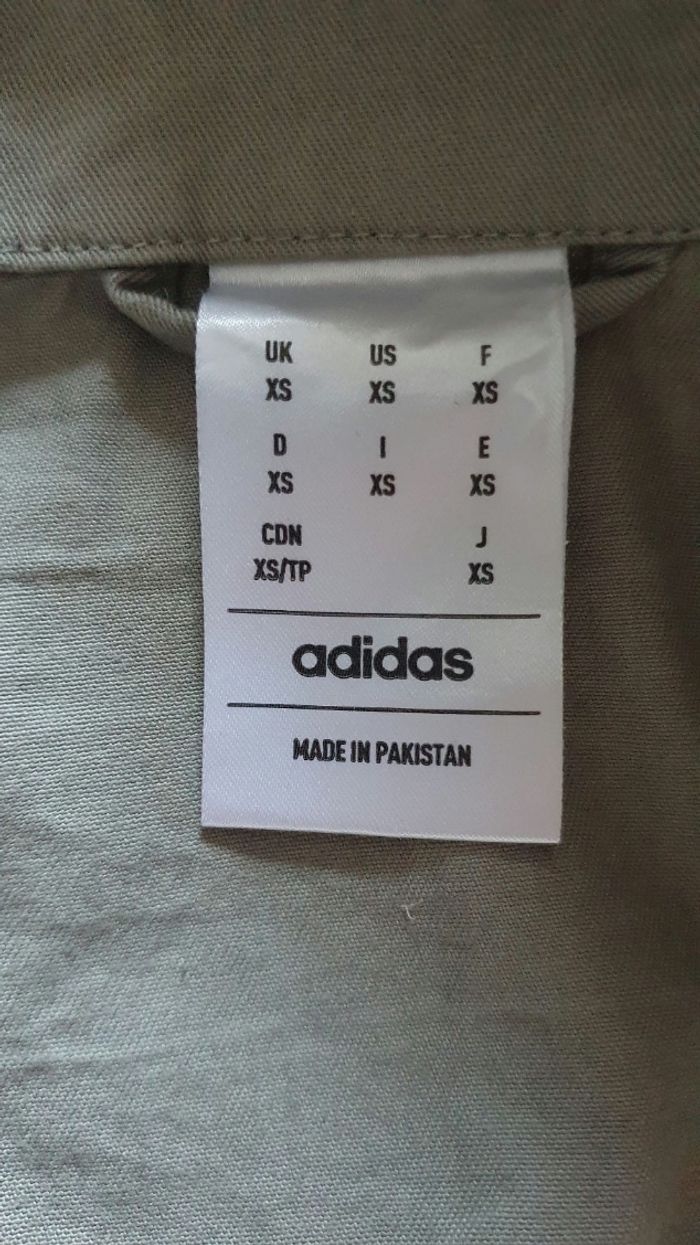 UK US F
XS XS XS
D I E
XS XS XS
CDN J
XS/TP XS
adidas
MADE IN PAKISTAN